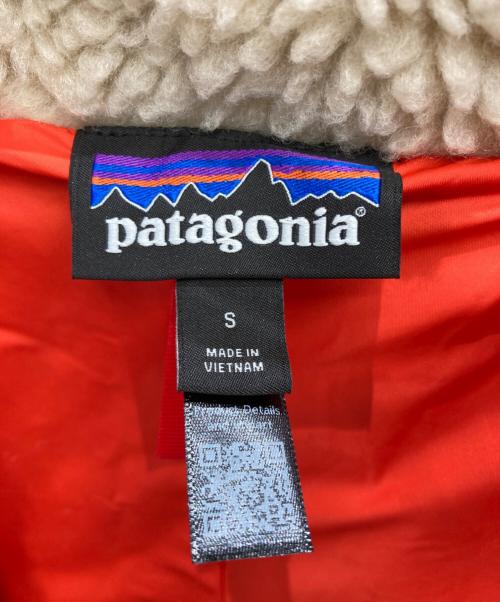 patagonia®
S
MADE IN
VIETNAM
Product Details